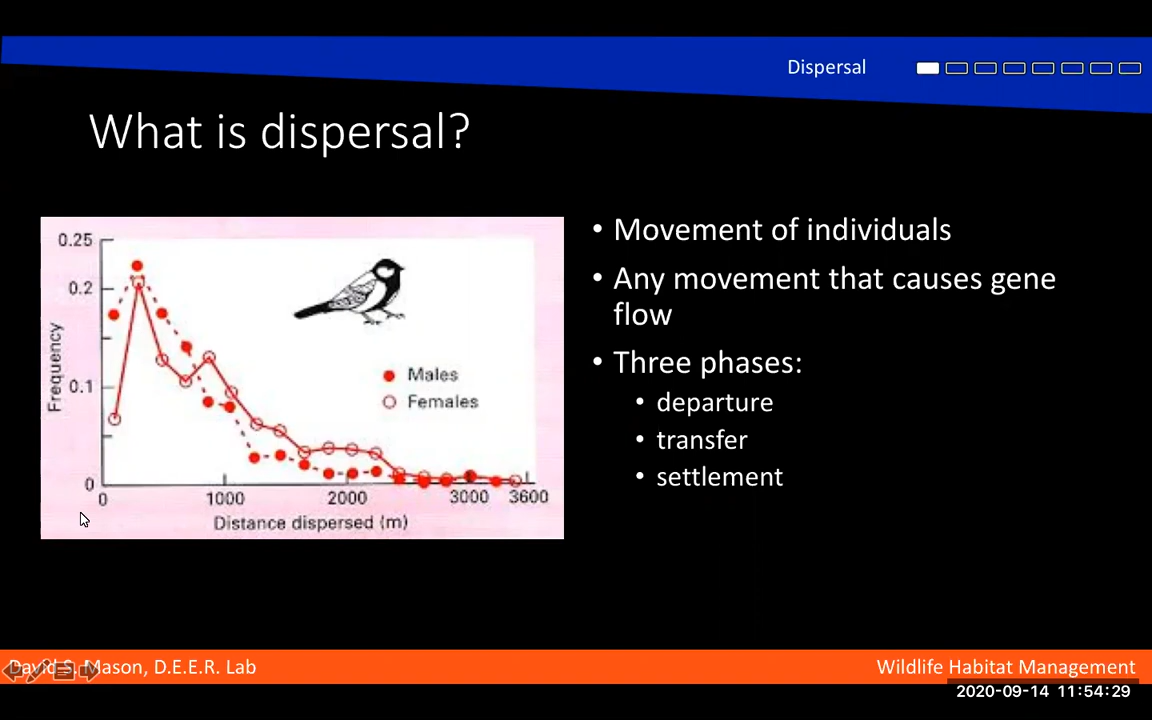 Dispersal
What is dispersal?
0.25
0.2
0.1
0
Frequency
Males
Females
0
1000
2000
3000
3600
Distance dispersed (m)
• Movement of individuals
• Any movement that causes gene
flow
• Three phases:
• departure
• transfer
• settlement
David S. Mason, D.E.E.R. Lab
Wildlife Habitat Management
2020-09-14 11:54:29